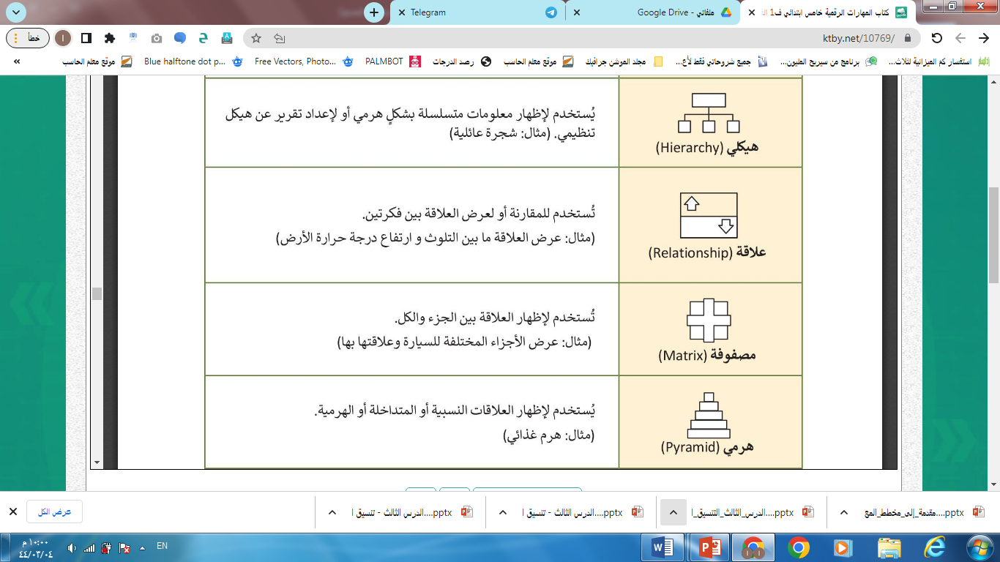 كتاب المهارات الرقمية خامس ابتدائي ف1 ال
ملفاتي - Google Drive
Telegram
ktby.net/10769/
خطأ
استفسار كم الميزانية لثلاث...
برنامج من سيربح المليون...
جميع شروحاتي فقط لأع...
مجلد الموشن جرافيك
موقع معلم الحاسب
رصد الدرجات
PALMBOT
Free Vectors, Photo...
Blue halftone dot p...
موقع معلم الحاسب
هيكلي (Hierarchy)
يُستخدم لإظهار معلومات متسلسلة بشكلٍ هرمي أو لإعداد تقرير عن هيكل
تنظيمي. (مثال: شجرة عائلية)
علاقة (Relationship)
تُستخدم للمقارنة أو لعرض العلاقة بين فكرتين.
(مثال: عرض العلاقة ما بين التلوث و ارتفاع درجة حرارة الأرض)
مصفوفة (Matrix)
تُستخدم لإظهار العلاقة بين الجزء والكل.
(مثال: عرض الأجزاء المختلفة للسيارة وعلاقتها بها)
هرمي (Pyramid)
يُستخدم لإظهار العلاقات النسبية أو المتداخلة أو الهرمية.
(مثال: هرم غذائي)
مقدمة_إلى_مخطط_المع....pptx
الدرس_الثالث_التنسيق_ا....pptx
الدرس الثالث - تنسيق ا....pptx
الدرس الثالث - تنسيق ا....pptx
عرض الكل
EN
١٠:٠٠ م
٤٤/٠٣/٠٤